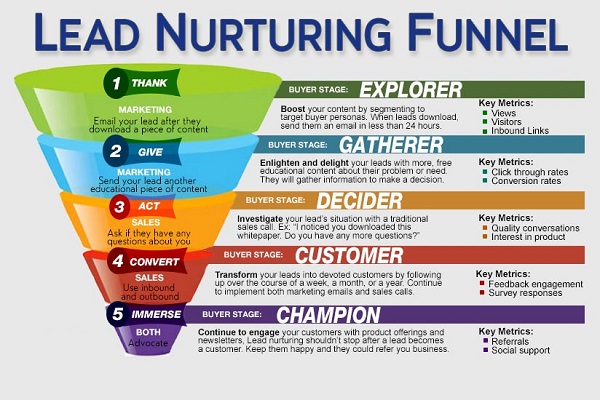 LEAD NURTURING FUNNEL
1 THANK
MARKETING
Email your lead after they
download a piece of content
BUYER STAGE: EXPLORER
Boost your content by segmenting to
target buyer personas. When leads download,
send them an email in less than 24 hours.
Key Metrics:
Views
Visitors
Inbound Links
2 GIVE
MARKETING
Send your lead another
educational piece of content
BUYER STAGE: GATHERER
Enlighten and delight your leads with more, free
educational content about their problem or need.
They will gather information to make a decision.
Key Metrics:
Click through rates
Conversion rates
3 ACT
SALES
Ask if they have any
questions about you
BUYER STAGE: DECIDER
Investigate your lead's situation with a traditional
sales call. Ex: "I noticed you downloaded this
whitepaper. Do you have any more questions?"
Key Metrics:
Quality conversations
Interest in product
4 CONVERT
SALES
Use inbound
and outbound
BUYER STAGE: CUSTOMER
Transform your leads into devoted customers by following
up over the course of a week, a month, or a year. Continue
to implement both marketing emails and sales calls.
Key Metrics:
Feedback engagement
Survey responses
5 IMMERSE
BOTH
Advocate
BUYER STAGE: CHAMPION
Continue to engage your customers with product offerings and
newsletters. Lead nurturing shouldn't stop after a lead becomes
a customer. Keep them happy and they could refer you business.
Key Metrics:
Referrals
Social support